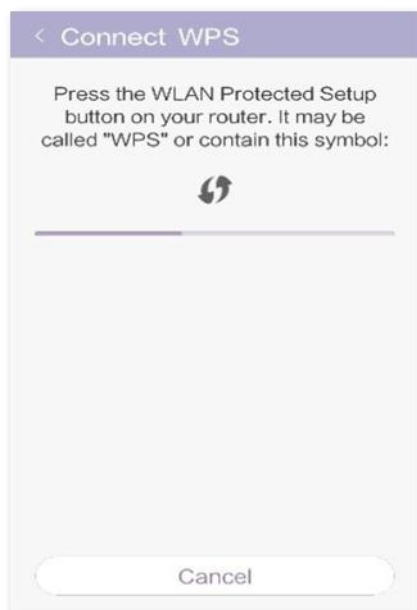 < Connect WPS
Press the WLAN Protected Setup
button on your router. It may be
called "WPS" or contain this symbol:
Cancel